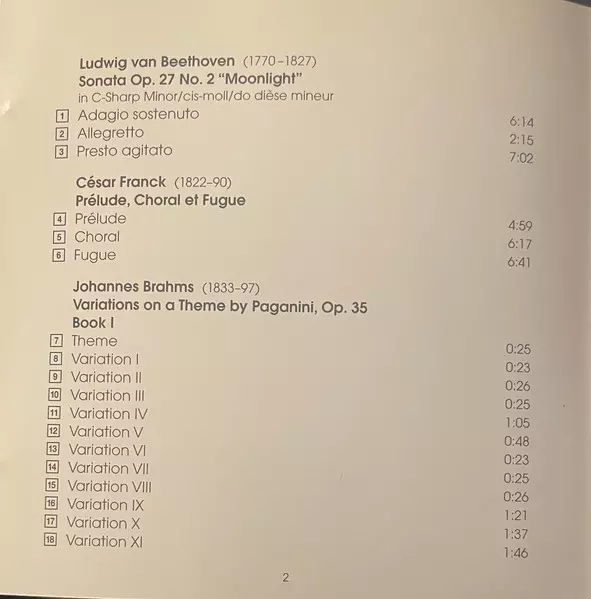 Ludwig van Beethoven (1770–1827)
Sonata Op. 27 No. 2 “Moonlight”
in C-Sharp Minor/cis-moll/do dièse mineur
1 Adagio sostenuto 6:14
2 Allegretto 2:15
3 Presto agitato 7:02
César Franck (1822–90)
Prélude, Choral et Fugue
4 Prélude 4:59
5 Choral 6:17
6 Fugue 6:41
Johannes Brahms (1833–97)
Variations on a Theme by Paganini, Op. 35
Book I
7 Theme 0:25
8 Variation I 0:23
9 Variation II 0:26
10 Variation III 0:25
11 Variation IV 1:05
12 Variation V 0:48
13 Variation VI 0:23
14 Variation VII 0:25
15 Variation VIII 0:26
16 Variation IX 1:21
17 Variation X 1:37
18 Variation XI 1:46
2